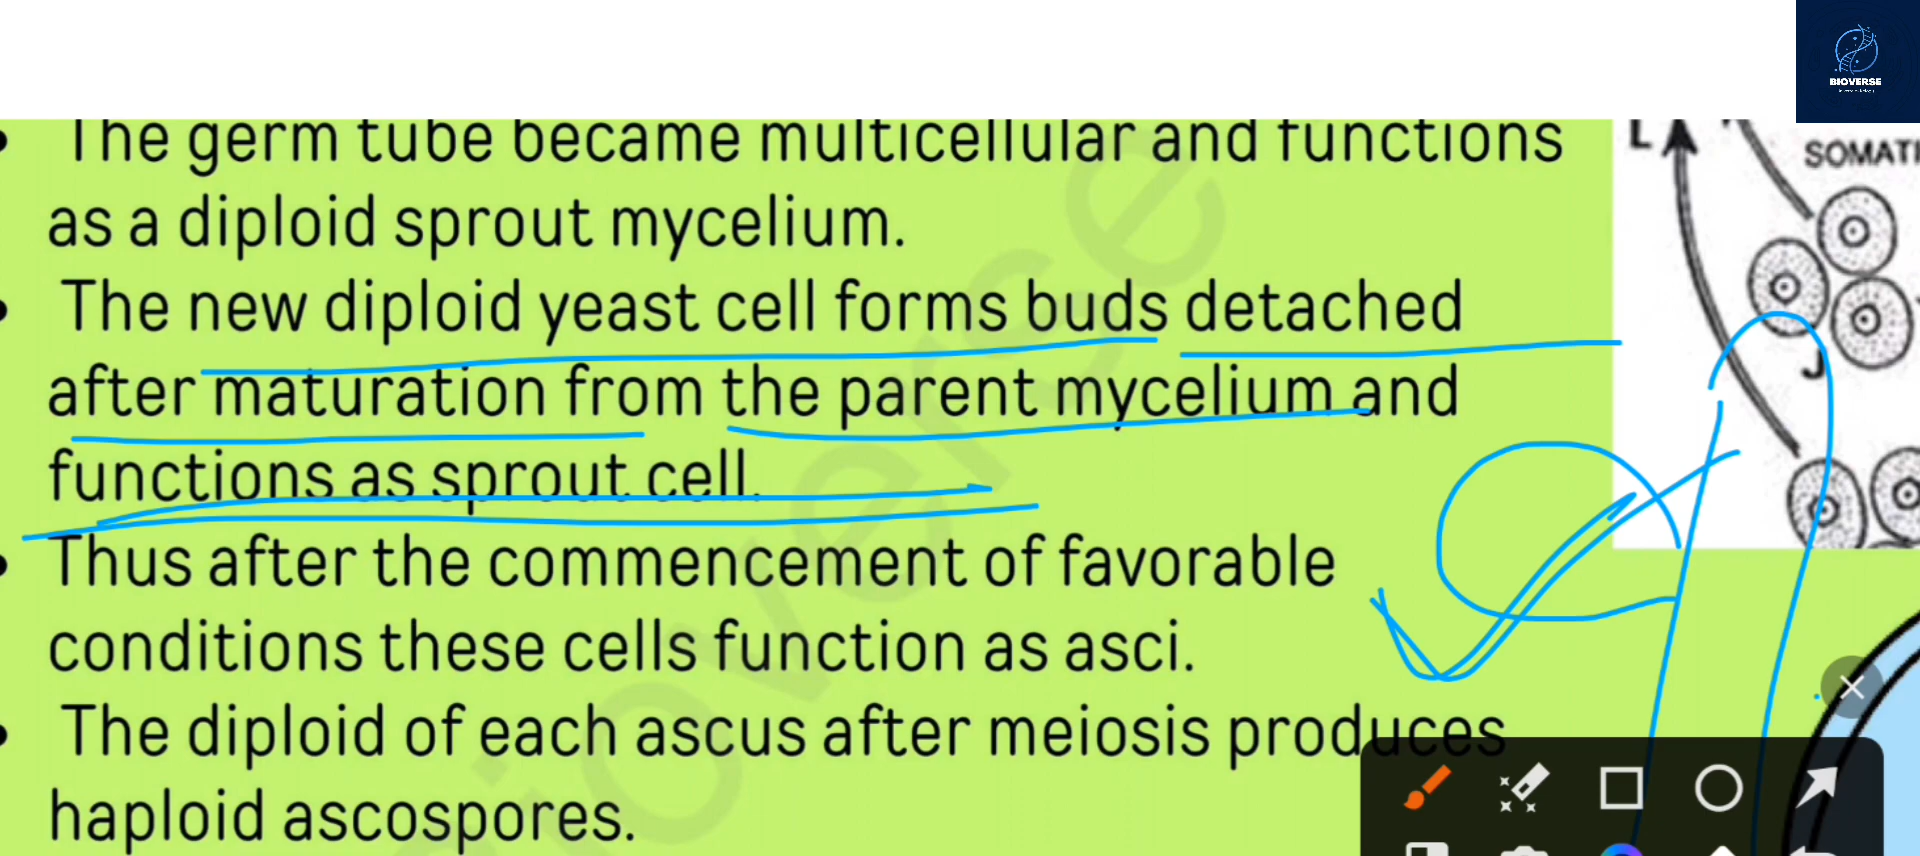 BIOVERSE
The germ tube became multicellular and functions
as a diploid sprout mycelium.
The new diploid yeast cell forms buds detached
after maturation from the parent mycelium and
functions as sprout cell.
Thus after the commencement of favorable
conditions these cells function as asci.
The diploid of each ascus after meiosis produces
haploid ascospores.
L
SOMATI
J
Bioverse